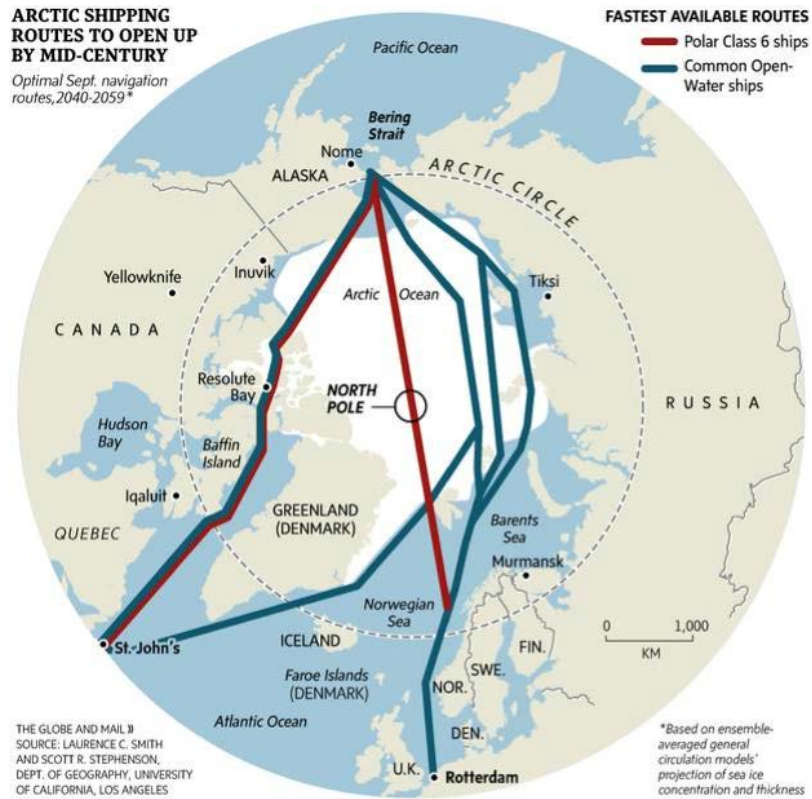 ARCTIC SHIPPING
ROUTES TO OPEN UP
BY MID-CENTURY
Optimal Sept. navigation
routes, 2040-2059*
FASTEST AVAILABLE ROUTES
Polar Class 6 ships
Common Open-
Water ships
Pacific Ocean
Bering
Strait
Nome
ALASKA
ARCTIC CIRCLE
Inuvik
Yellowknife
Arctic Ocean
Tiksi
CANADA
Resolute
Bay
NORTH
POLE
RUSSIA
Hudson
Bay
Baffin
Island
Iqaluit
GREENLAND
(DENMARK)
QUEBEC
Barents
Sea
Murmansk
Norwegian
Sea
0 1,000
KM
St.-John's
ICELAND
FIN.
SWE.
Faroe Islands
(DENMARK)
NOR.
Atlantic Ocean
DEN.
U.K.
Rotterdam
THE GLOBE AND MAIL »
SOURCE: LAURENCE C. SMITH
AND SCOTT R. STEPHENSON,
DEPT. OF GEOGRAPHY, UNIVERSITY
OF CALIFORNIA, LOS ANGELES
*Based on ensemble-
averaged general
circulation models'
projection of sea ice
concentration and thickness